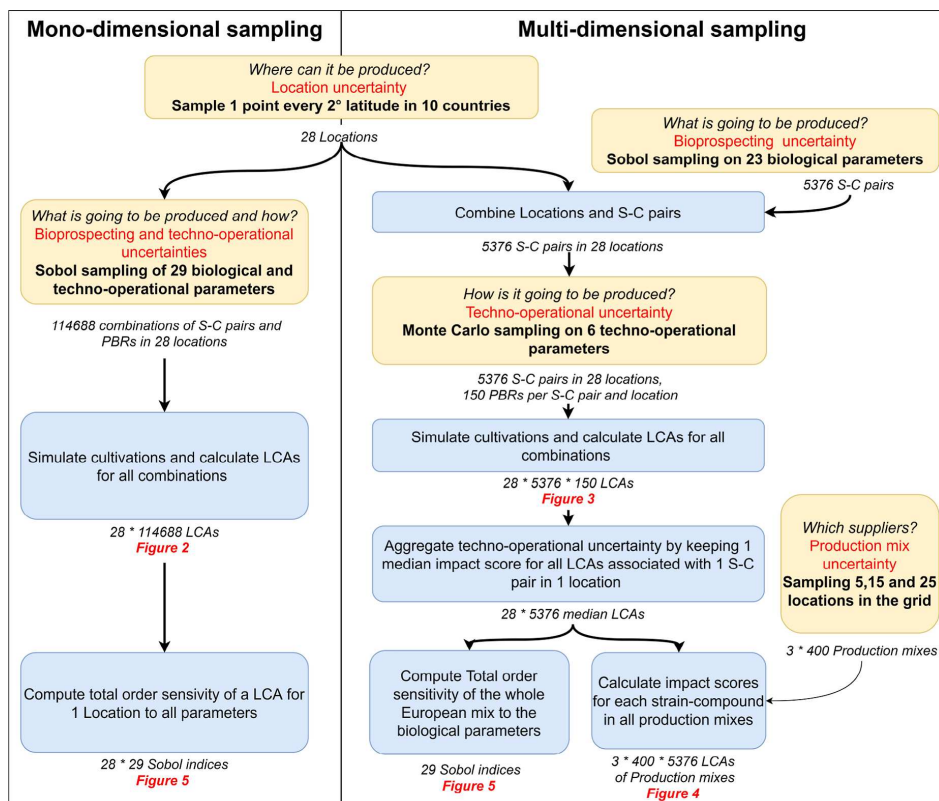 Mono-dimensional sampling
Multi-dimensional sampling
Where can it be produced?
Location uncertainty
Sample 1 point every 2° latitude in 10 countries
28 Locations
What is going to be produced?
Bioprospecting uncertainty
Sobol sampling on 23 biological parameters
5376 S-C pairs
What is going to be produced and how?
Bioprospecting and techno-operational
uncertainties
Sobol sampling of 29 biological and
techno-operational parameters
Combine Locations and S-C pairs
5376 S-C pairs in 28 locations
How is it going to be produced?
Techno-operational uncertainty
Monte Carlo sampling on 6 techno-operational
parameters
114688 combinations of S-C pairs and
PBRs in 28 locations
5376 S-C pairs in 28 locations,
150 PBRs per S-C pair and location
Simulate cultivations and calculate LCAs
for all combinations
28 * 114688 LCAs
Figure 2
Simulate cultivations and calculate LCAs for all
combinations
28 * 5376 * 150 LCAs
Figure 3
Which suppliers?
Production mix
uncertainty
Sampling 5,15 and 25
locations in the grid
3 * 400 Production mixes
Aggregate techno-operational uncertainty by keeping 1
median impact score for all LCAs associated with 1 S-C
pair in 1 location
28 * 5376 median LCAs
Compute total order sensivity of a LCA for
1 Location to all parameters
28 * 29 Sobol indices
Figure 5
Compute Total order
sensitivity of the whole
European mix to the
biological parameters
29 Sobol indices
Figure 5
Calculate impact scores
for each strain-compound
in all production mixes
3 * 400 * 5376 LCAs
of Production mixes
Figure 4